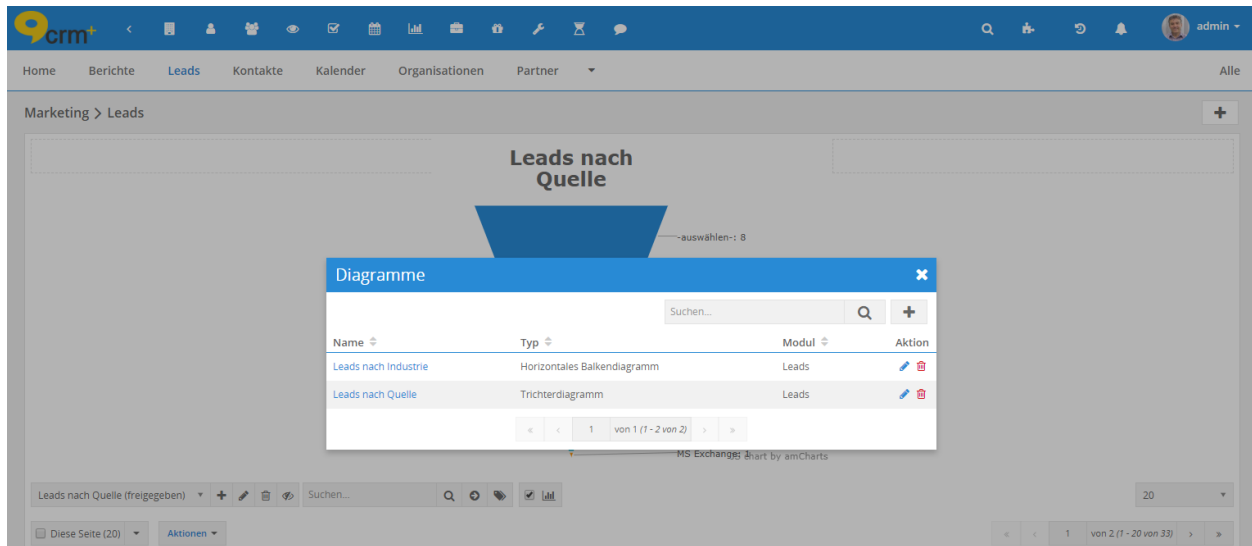 crm+
admin
Home Berichte Leads Kontakte Kalender Organisationen Partner Alle
Marketing > Leads
Leads nach
Quelle
-auswählen-: 8
Diagramme
Suchen...
Name Typ Modul Aktion
Leads nach Industrie Horizontales Balkendiagramm Leads
Leads nach Quelle Trichterdiagramm Leads
« ‹ 1 von 1 (1 - 2 von 2) › »
MS Exchange: 1
chart by amCharts
Leads nach Quelle (freigegeben) Suchen... 20
Diese Seite (20) Aktionen « ‹ 1 von 2 (1 - 20 von 33) › »